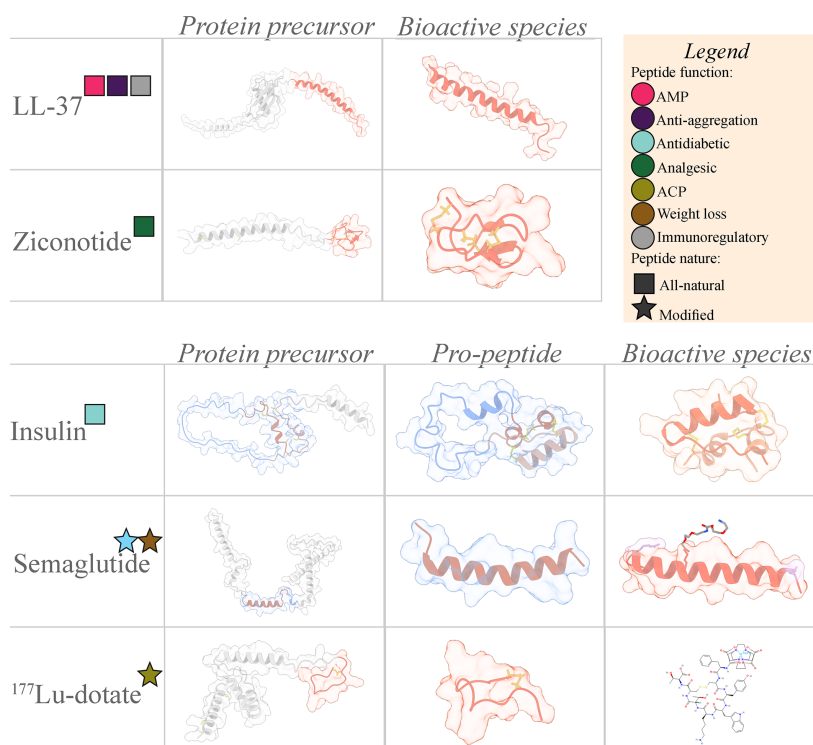 Protein precursor Bioactive species
LL-37
Ziconotide
Legend
Peptide function:
AMP
Anti-aggregation
Antidiabetic
Analgesic
ACP
Weight loss
Immunoregulatory
Peptide nature:
All-natural
Modified
Protein precursor Pro-peptide Bioactive species
Insulin
Semaglutide
¹⁷⁷Lu-dotate